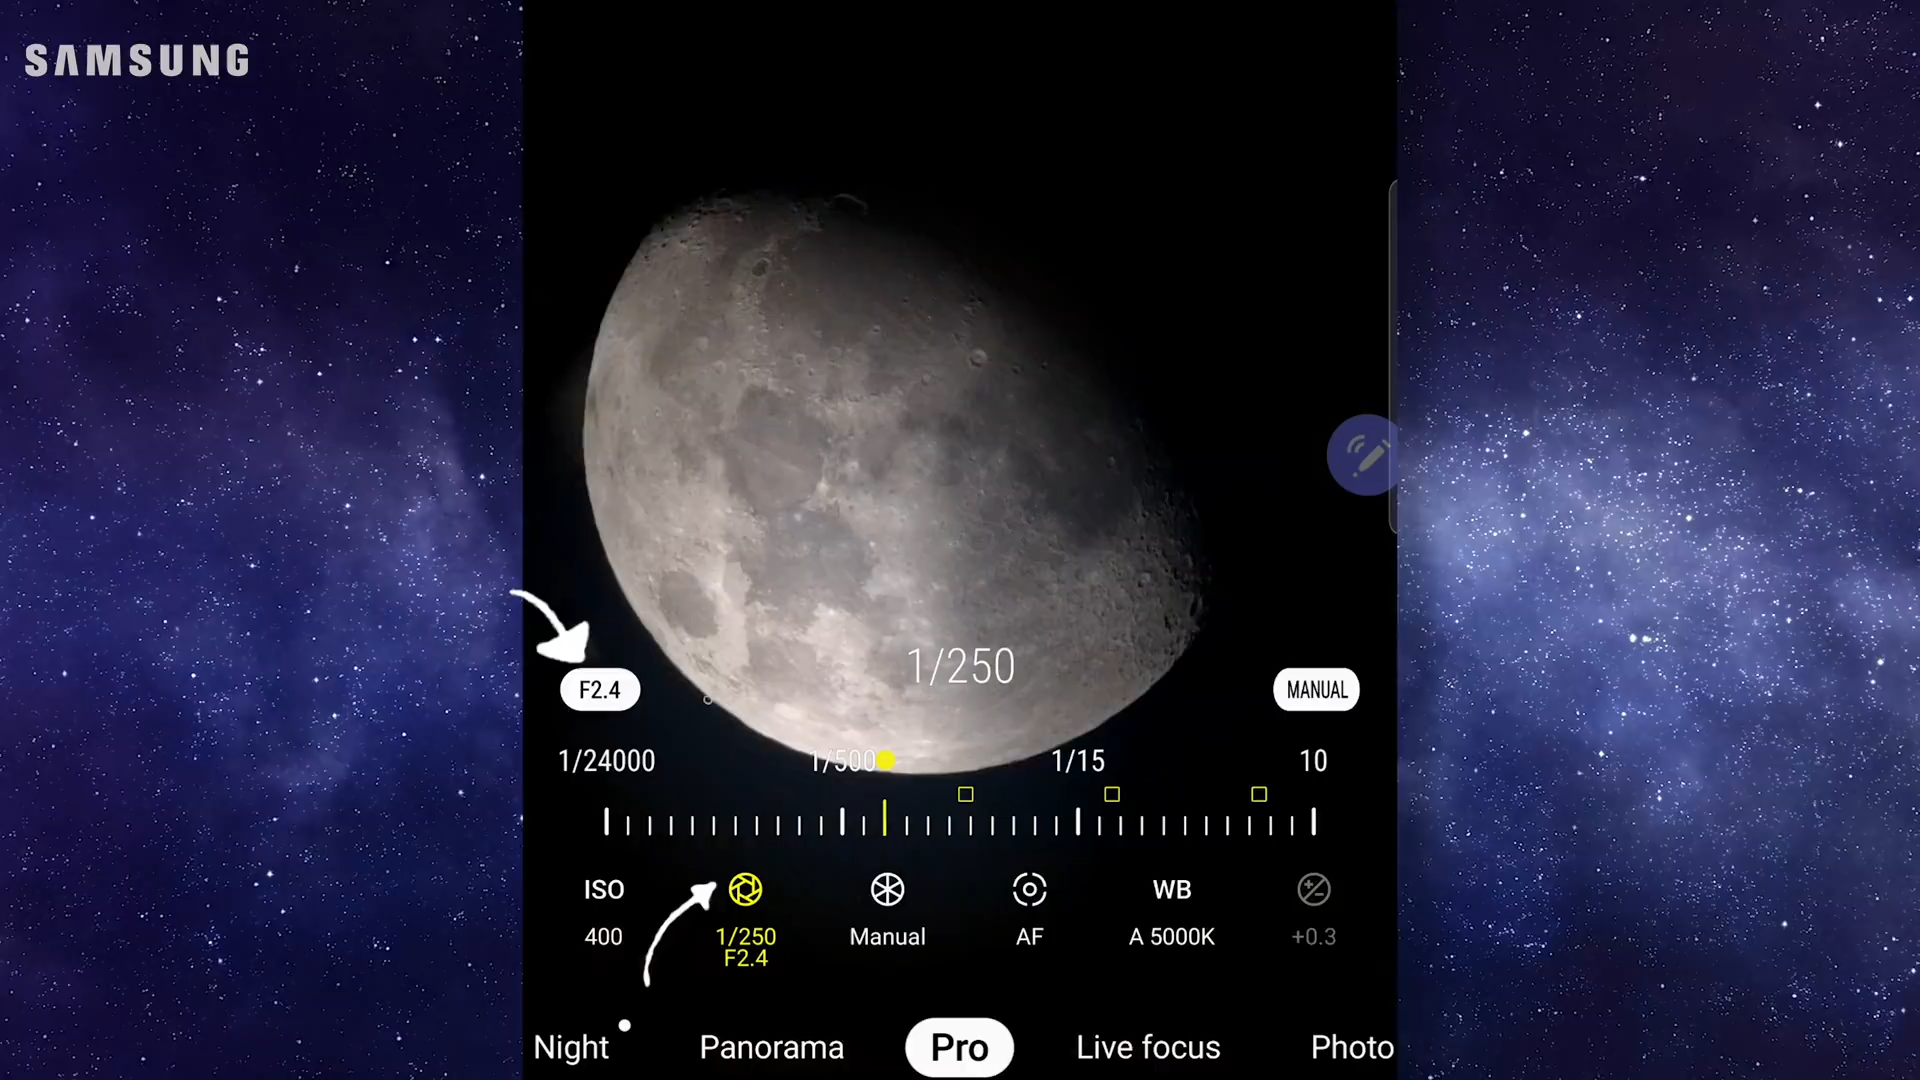 SAMSUNG
1/250
F2.4
MANUAL
1/24000 1/500 1/15 10
ISO WB
400 1/250 Manual AF A 5000K +0.3
F2.4
Night Panorama Pro Live focus Photo